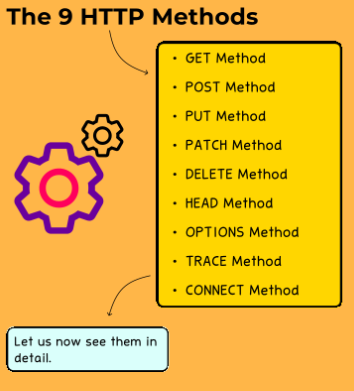 The 9 HTTP Methods
• GET Method
• POST Method
• PUT Method
• PATCH Method
• DELETE Method
• HEAD Method
• OPTIONS Method
• TRACE Method
• CONNECT Method
Let us now see them in
detail.